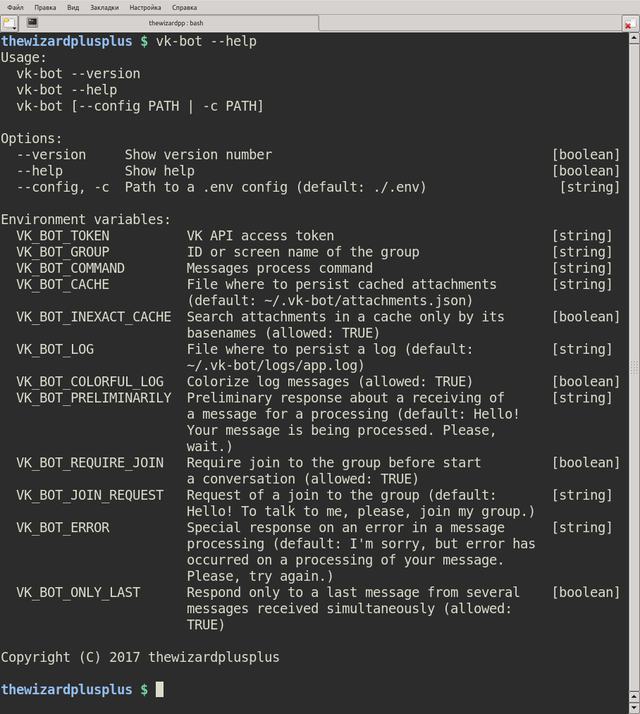 Файл Правка Вид Закладки Настройка Справка
thewizardpp : bash
thewizardplusplus $ vk-bot --help
Usage:
  vk-bot --version
  vk-bot --help
  vk-bot [--config PATH | -c PATH]

Options:
  --version     Show version number                                    [boolean]
  --help        Show help                                              [boolean]
  --config, -c  Path to a .env config (default: ./.env)                 [string]

Environment variables:
  VK_BOT_TOKEN          VK API access token                            [string]
  VK_BOT_GROUP          ID or screen name of the group                 [string]
  VK_BOT_COMMAND        Messages process command                       [string]
  VK_BOT_CACHE          File where to persist cached attachments       [string]
                        (default: ~/.vk-bot/attachments.json)
  VK_BOT_INEXACT_CACHE  Search attachments in a cache only by its      [boolean]
                        basenames (allowed: TRUE)
  VK_BOT_LOG            File where to persist a log (default:          [string]
                        ~/.vk-bot/logs/app.log)
  VK_BOT_COLORFUL_LOG   Colorize log messages (allowed: TRUE)          [boolean]
  VK_BOT_PRELIMINARILY  Preliminary response about a receiving of      [string]
                        a message for a processing (default: Hello!
                        Your message is being processed. Please,
                        wait.)
  VK_BOT_REQUIRE_JOIN   Require join to the group before start         [boolean]
                        a conversation (allowed: TRUE)
  VK_BOT_JOIN_REQUEST   Request of a join to the group (default:       [string]
                        Hello! To talk to me, please, join my group.)
  VK_BOT_ERROR          Special response on an error in a message      [string]
                        processing (default: I'm sorry, but error has
                        occurred on a processing of your message.
                        Please, try again.)
  VK_BOT_ONLY_LAST      Respond only to a last message from several    [boolean]
                        messages received simultaneously (allowed:
                        TRUE)

Copyright (C) 2017 thewizardplusplus

thewizardplusplus $